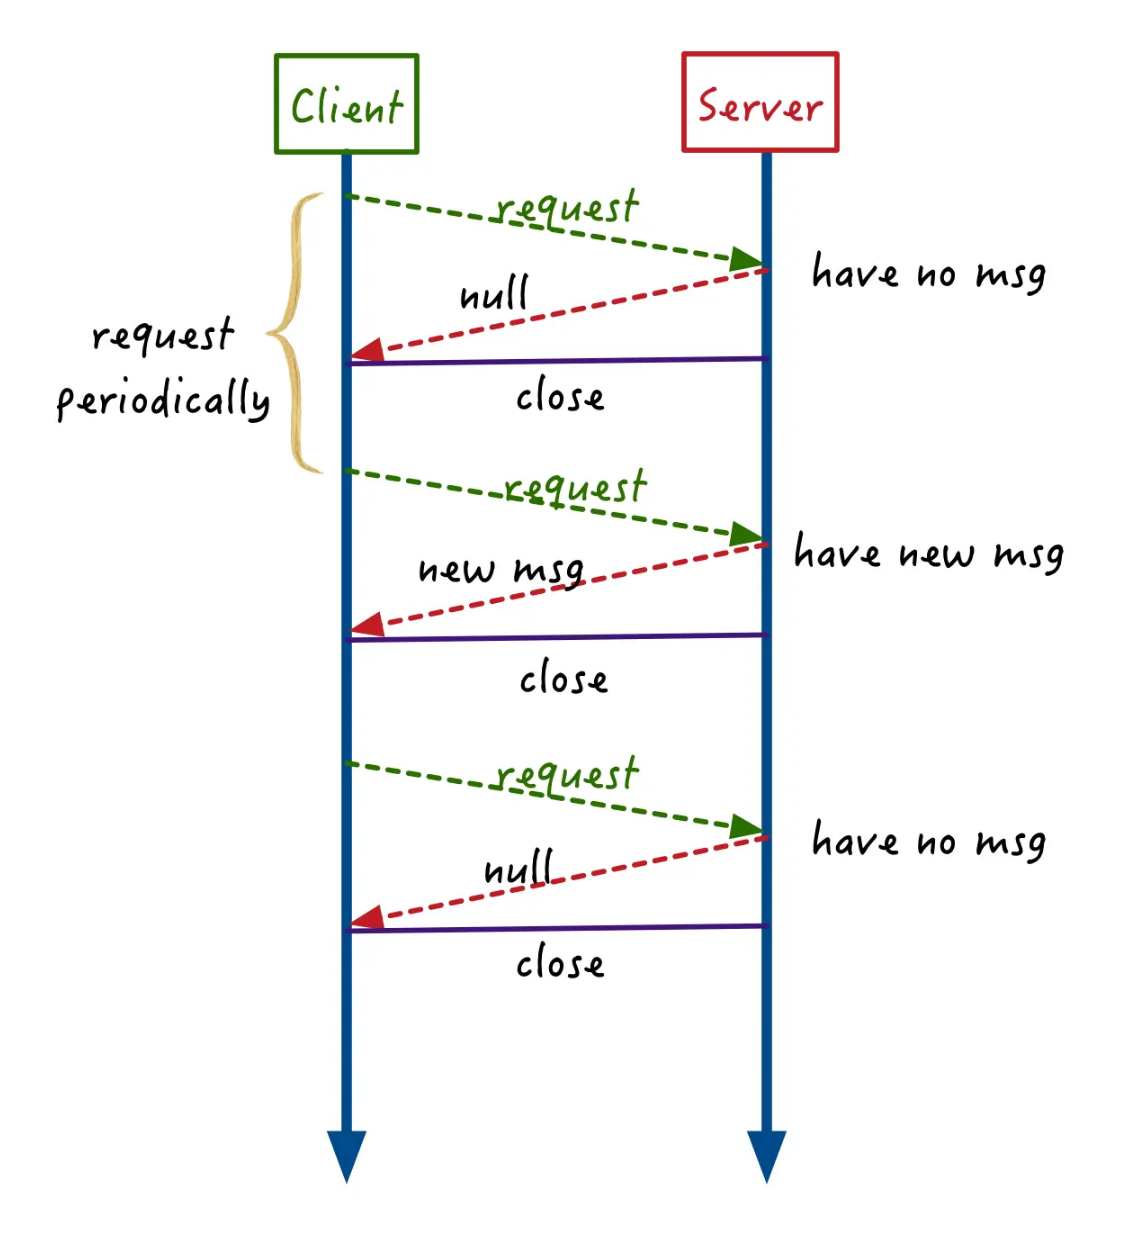 Client
Server
request
have no msg
null
request
periodically
close
request
have new msg
new msg
close
request
have no msg
null
close